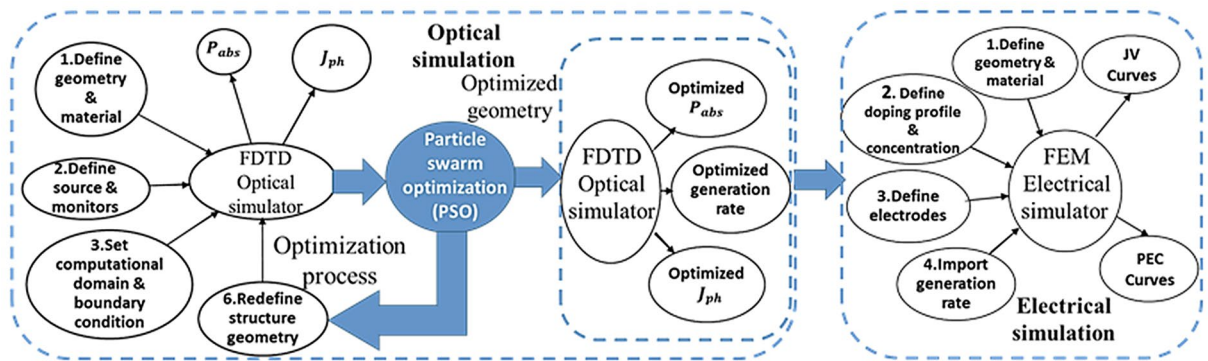 1.Define
geometry
&
material
P_abs
J_ph
2.Define
source &
monitors
FDTD
Optical
simulator
3.Set
computational
domain &
boundary
condition
Optimization
process
6.Redefine
structure
geometry
Optical
simulation
Optimized
geometry
Particle
swarm
optimization
(PSO)
FDTD
Optical
simulator
Optimized
P_abs
Optimized
generation
rate
Optimized
J_ph
1.Define
geometry &
material
JV
Curves
2. Define
doping profile
&
concentration
FEM
Electrical
simulator
3.Define
electrodes
4.Import
generation
rate
PEC
Curves
Electrical
simulation